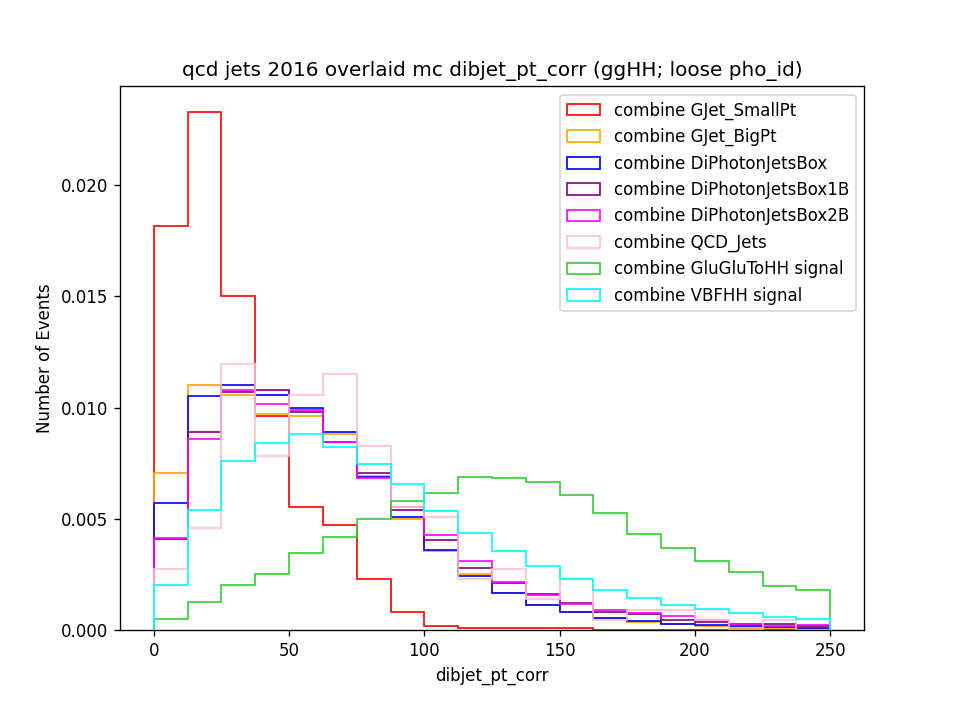 qcd jets 2016 overlaid mc dibjet_pt_corr (ggHH; loose pho_id)
combine GJet_SmallPt
combine GJet_BigPt
combine DiPhotonJetsBox
combine DiPhotonJetsBox1B
combine DiPhotonJetsBox2B
combine QCD_Jets
combine GluGluToHH signal
combine VBFHH signal
Number of Events
0.020
0.015
0.010
0.005
0.000
0 50 100 150 200 250
dibjet_pt_corr